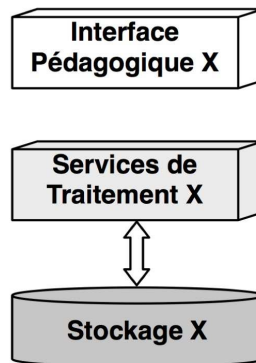 Interface
Pédagogique X
Services de
Traitement X
Stockage X